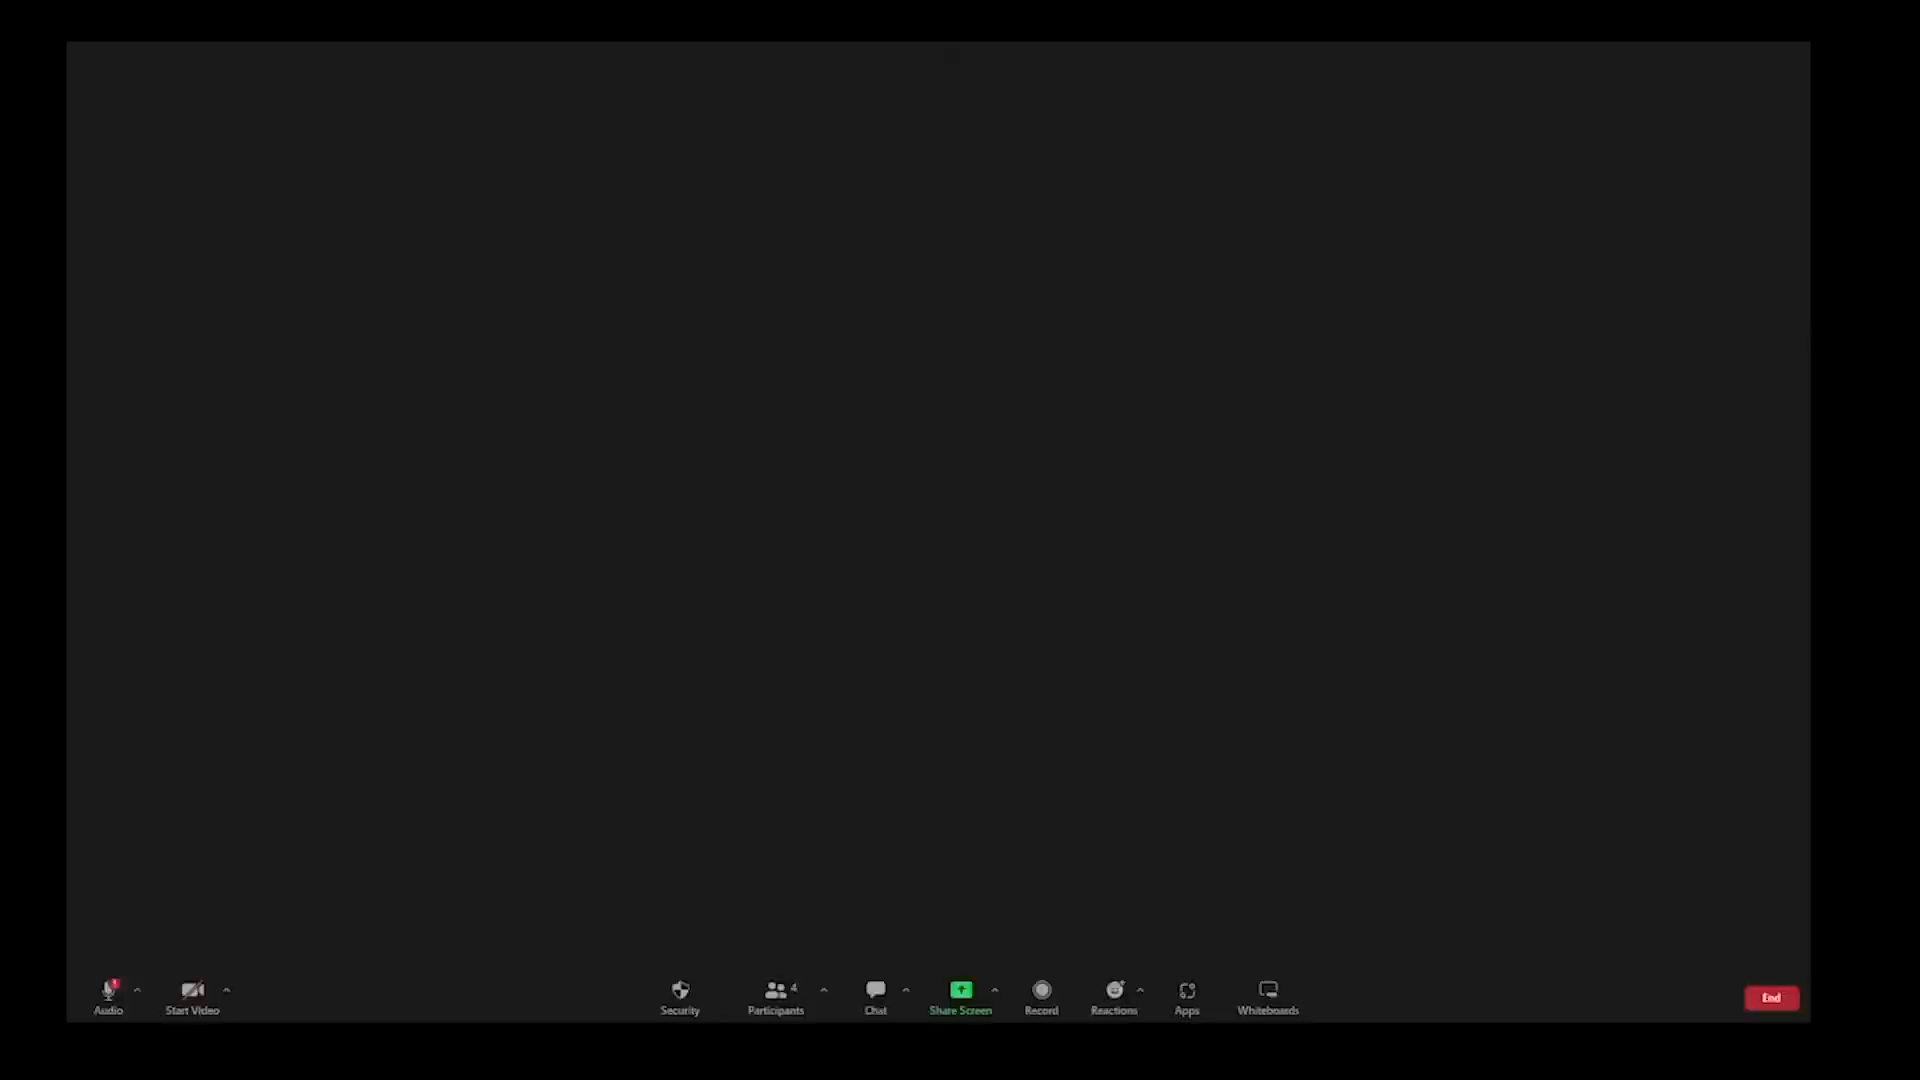 Audio
Start Video
Security
4
Participants
Chat
Share Screen
Record
Reactions
Apps
Whiteboards
End